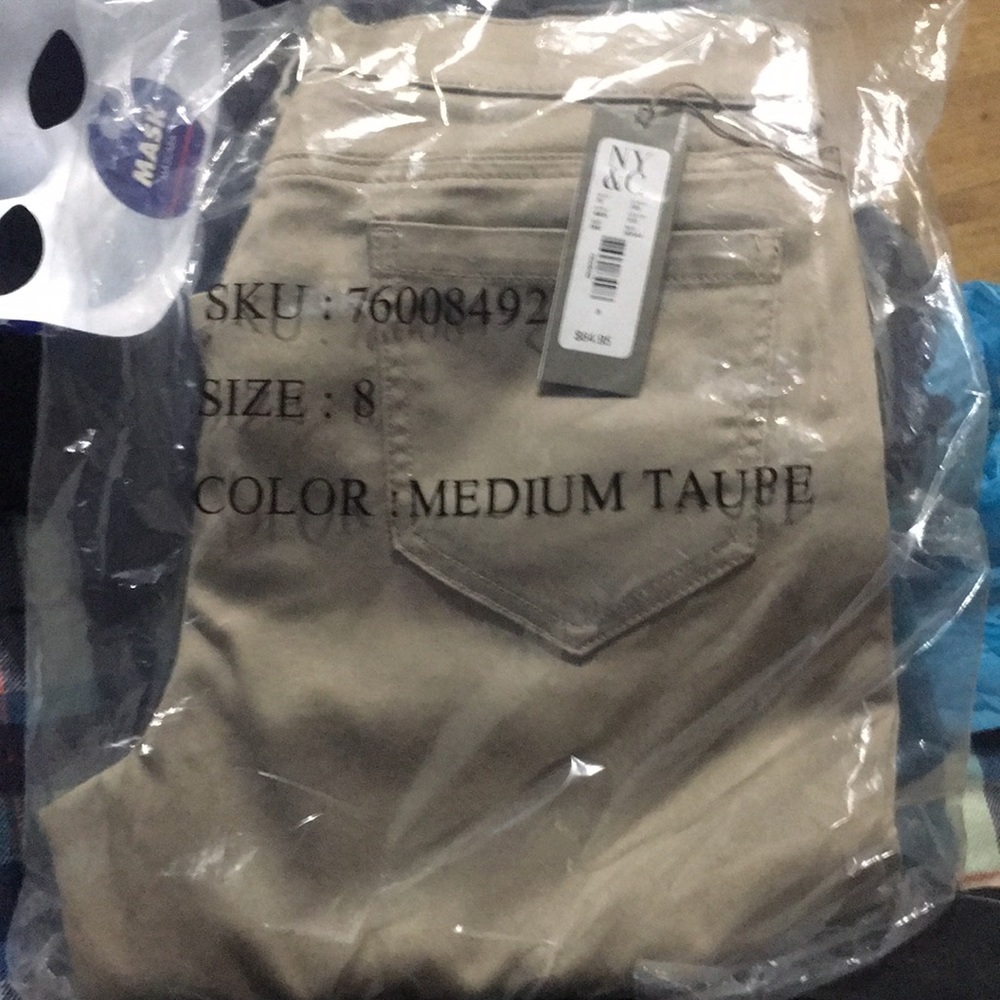 MASK
NY
&C
SKU : 76008492
$64.95
SIZE : 8
COLOR : MEDIUM TAUPE